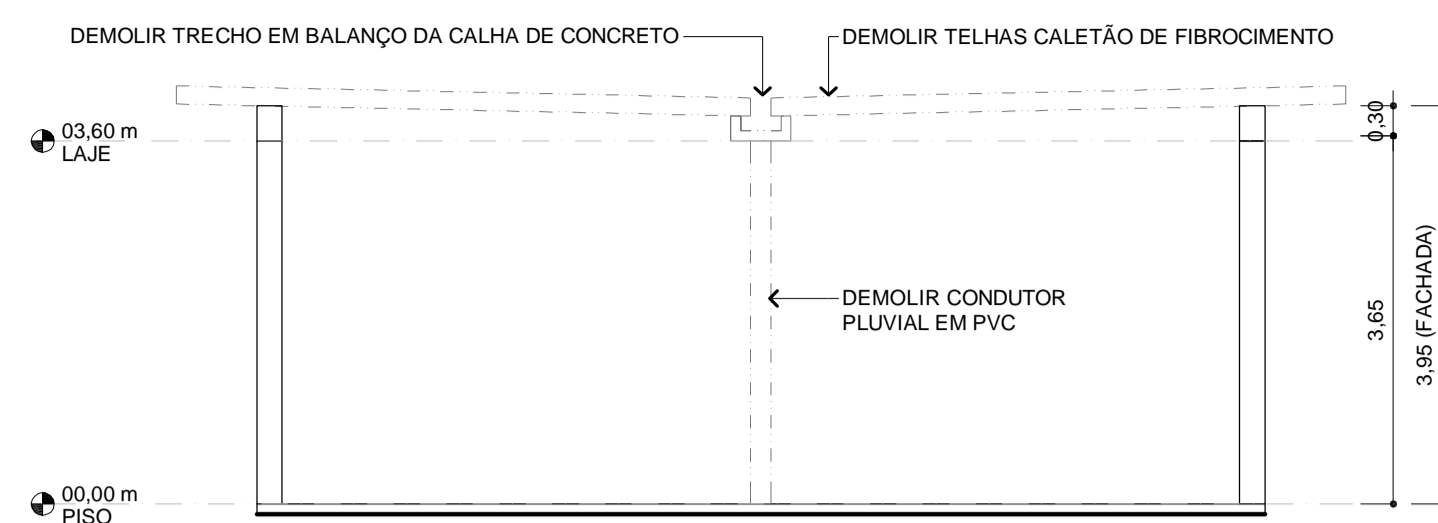 DEMOLIR TRECHO EM BALANÇO DA CALHA DE CONCRETO
DEMOLIR TELHAS CALETÃO DE FIBROCIMENTO
03,60 m
LAJE
0,30
DEMOLIR CONDUTOR
PLUVIAL EM PVC
3,65
3,95 (FACHADA)
00,00 m
PISO